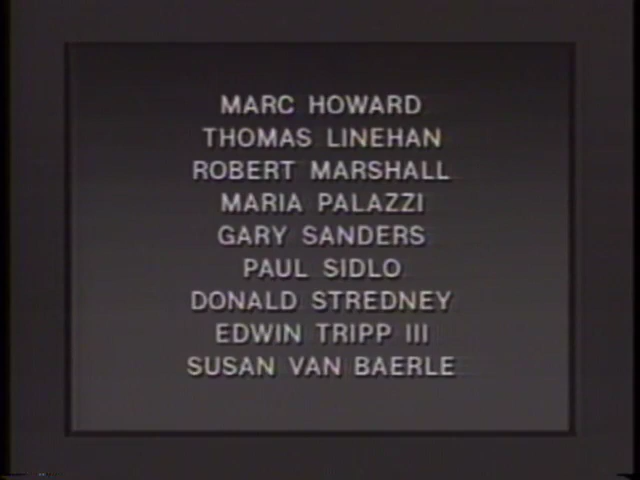 MARC HOWARD
THOMAS LINEHAN
ROBERT MARSHALL
MARIA PALAZZI
GARY SANDERS
PAUL SIDLO
DONALD STREDNEY
EDWIN TRIPP III
SUSAN VAN BAERLE